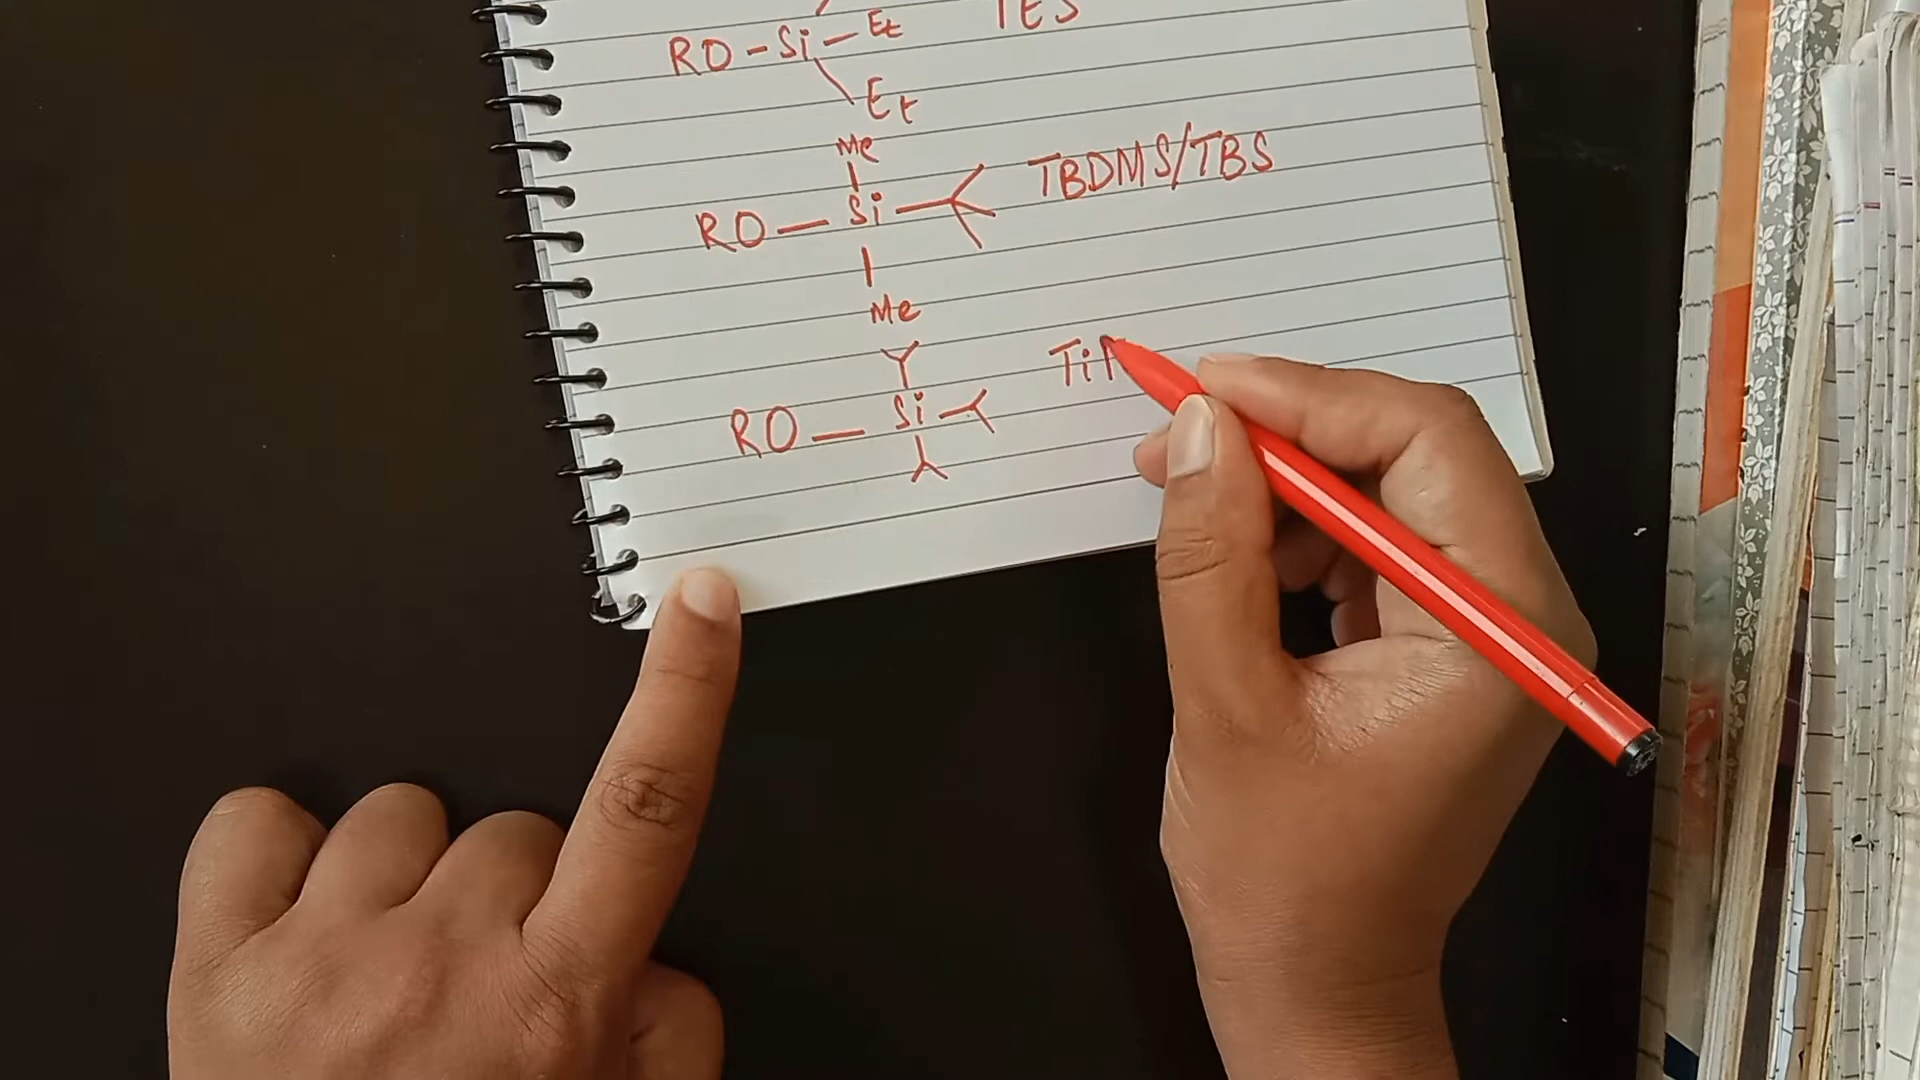 TES
RO-Si-Et
Et
Me
TBDMS/TBS
RO-Si
Me
Ti
RO-Si